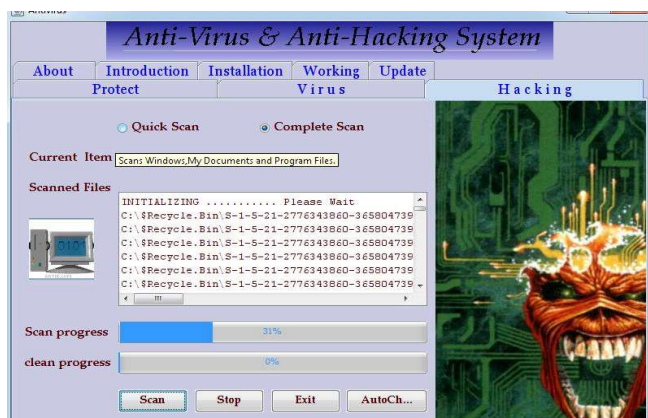 Antivirus
Anti-Virus & Anti-Hacking System
About Introduction Installation Working Update
Protect Virus Hacking
Quick Scan Complete Scan
Current Item Scans Windows,My Documents and Program Files.
Scanned Files
INITIALIZING ........... Please Wait
C:\$Recycle.Bin\S-1-5-21-2776343860-365804739
C:\$Recycle.Bin\S-1-5-21-2776343860-365804739
C:\$Recycle.Bin\S-1-5-21-2776343860-365804739
C:\$Recycle.Bin\S-1-5-21-2776343860-365804739
C:\$Recycle.Bin\S-1-5-21-2776343860-365804739
C:\$Recycle.Bin\S-1-5-21-2776343860-365804739
0101
Scan progress 31%
clean progress 0%
Scan Stop Exit AutoCh...